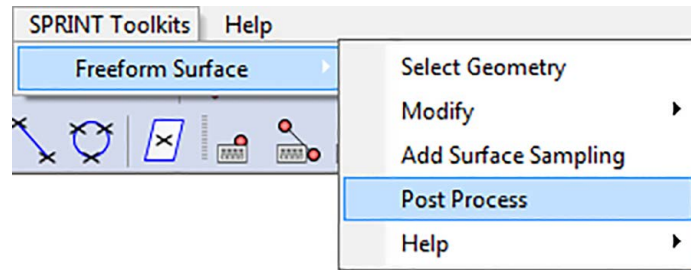 SPRINT Toolkits Help
Freeform Surface
Select Geometry
Modify
Add Surface Sampling
Post Process
Help